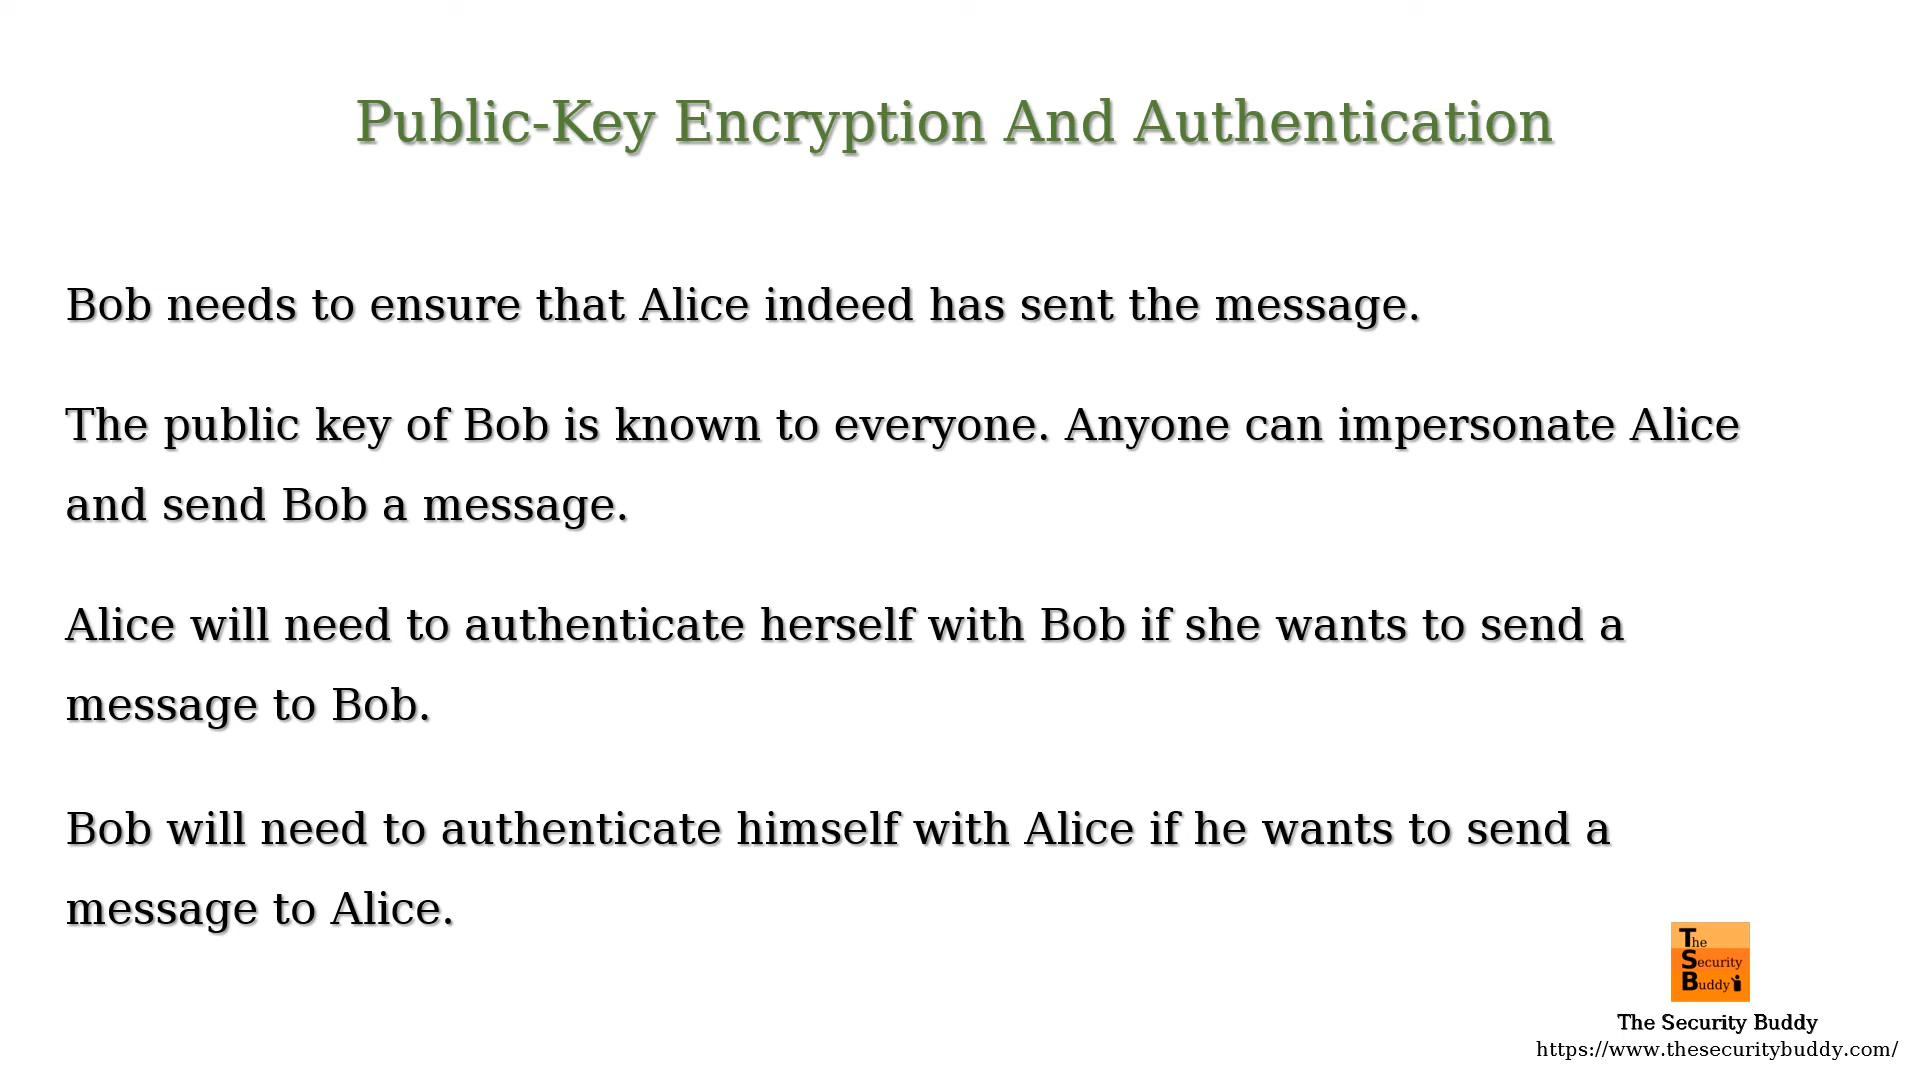 Public-Key Encryption And Authentication
Bob needs to ensure that Alice indeed has sent the message.
The public key of Bob is known to everyone. Anyone can impersonate Alice
and send Bob a message.
Alice will need to authenticate herself with Bob if she wants to send a
message to Bob.
Bob will need to authenticate himself with Alice if he wants to send a
message to Alice.
The
Security
Buddy
The Security Buddy
https://www.thesecuritybuddy.com/